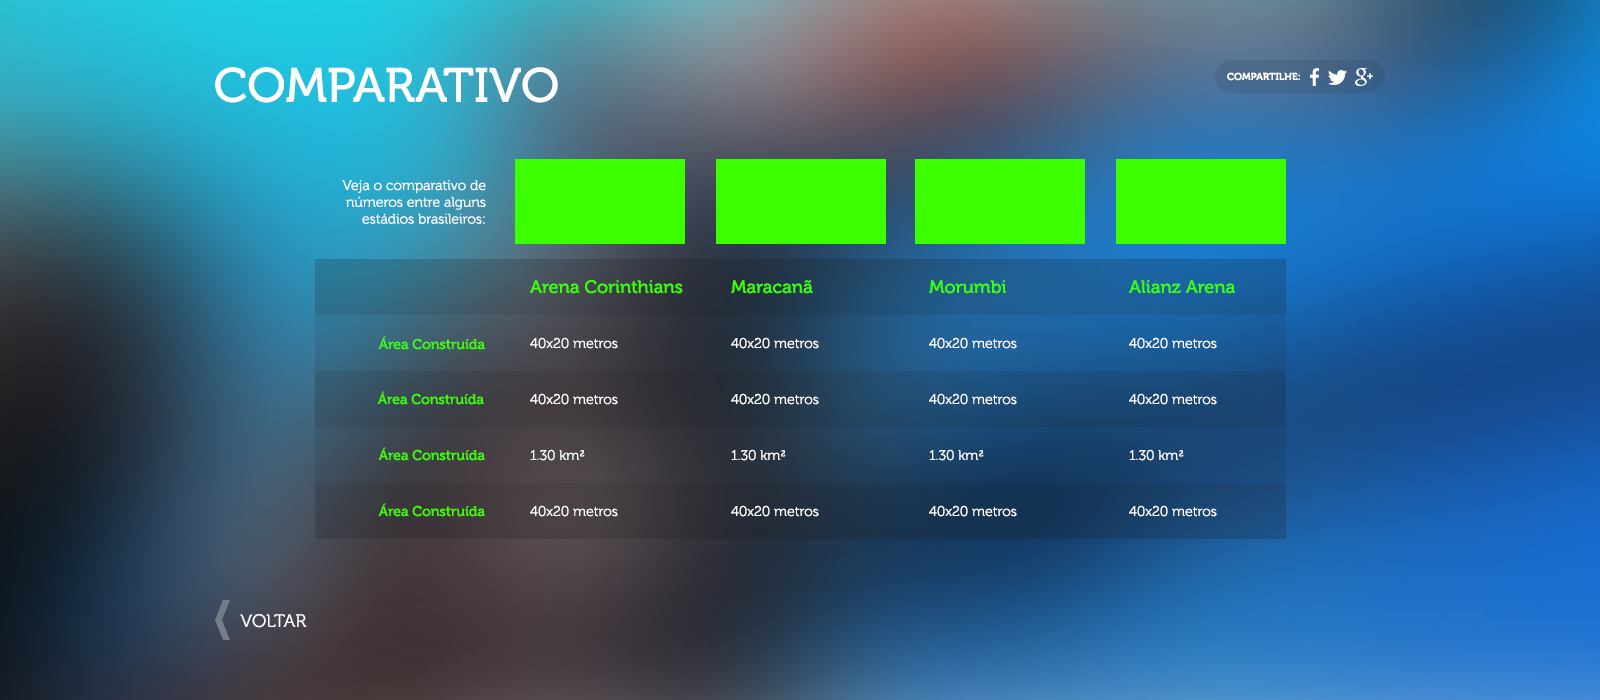 COMPARATIVO
COMPARTILHE:
Veja o comparativo de
números entre alguns
estádios brasileiros:
Arena Corinthians Maracanã Morumbi Alianz Arena
Área Construída 40x20 metros 40x20 metros 40x20 metros 40x20 metros
Área Construída 40x20 metros 40x20 metros 40x20 metros 40x20 metros
Área Construída 1.30 km² 1.30 km² 1.30 km² 1.30 km²
Área Construída 40x20 metros 40x20 metros 40x20 metros 40x20 metros
VOLTAR